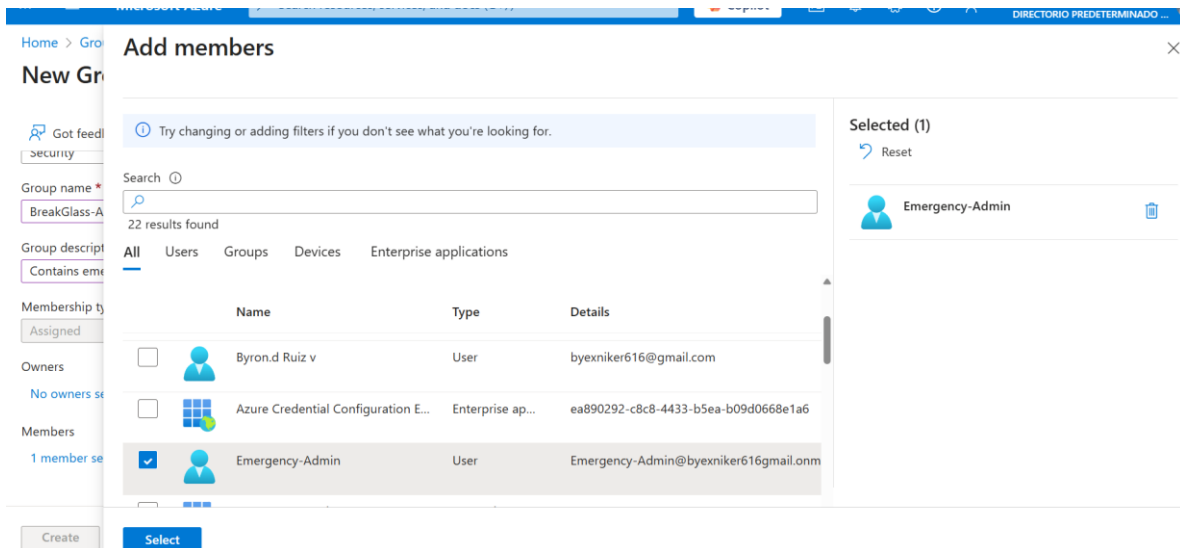 Microsoft Azure
Copilot
DIRECTORIO PREDETERMINADO ...
Home > Gro
Add members
New Gr
Got feed
Try changing or adding filters if you don't see what you're looking for.
Selected (1)
Reset
Security
Search
Group name *
BreakGlass-A
22 results found
Emergency-Admin
Group descript
All Users Groups Devices Enterprise applications
Contains eme
Membership ty
Name Type Details
Assigned
Byron.d Ruiz v User byexniker616@gmail.com
Owners
No owners se
Azure Credential Configuration E... Enterprise ap... ea890292-c8c8-4433-b5ea-b09d0668e1a6
Members
1 member se
Emergency-Admin User Emergency-Admin@byexniker616gmail.onm
Create
Select